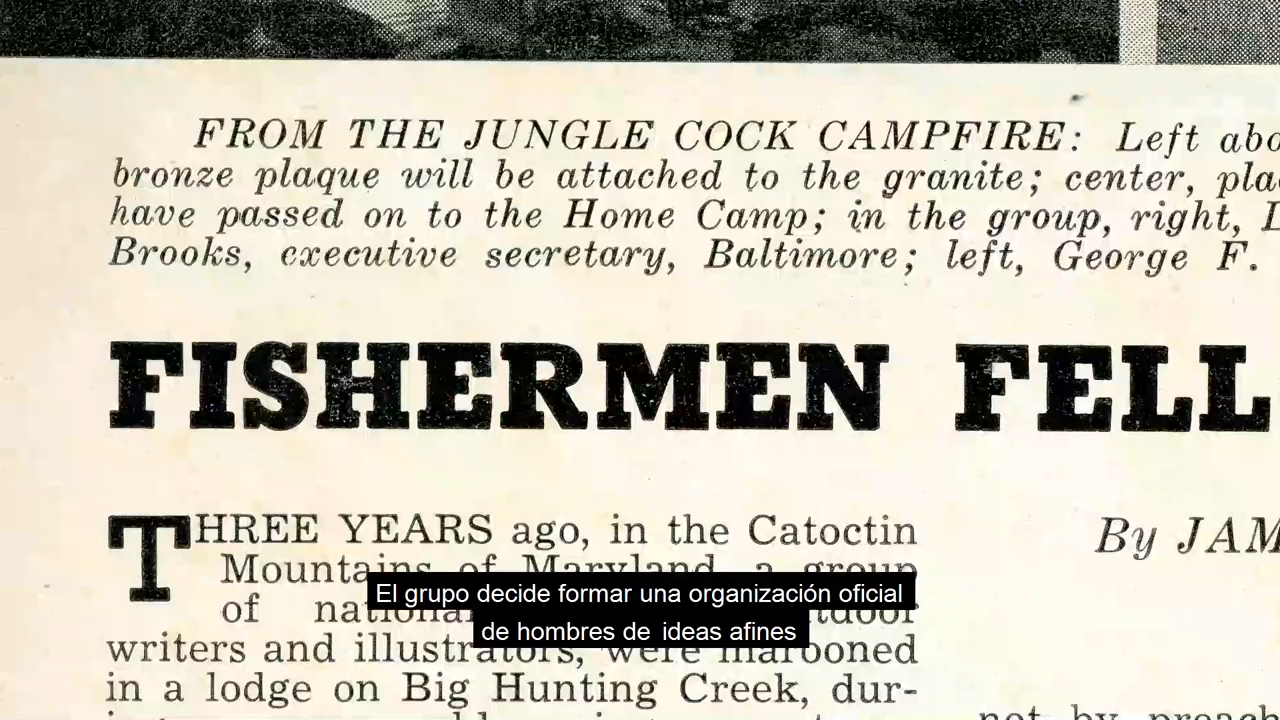 FROM THE JUNGLE COCK CAMPFIRE: Left
bronze plaque will be attached to the granite; center,
have passed on to the Home Camp; in the group, right,
Brooks, executive secretary, Baltimore; left, George F.
FISHERMEN FELL
THREE YEARS ago, in the Catoctin
By JAM
Mountains of Maryland, a group
of
El grupo decide formar una organización oficial
de hombres de ideas afines
writers and illustrators, were marooned
in a lodge on Big Hunting Creek, dur-
not by